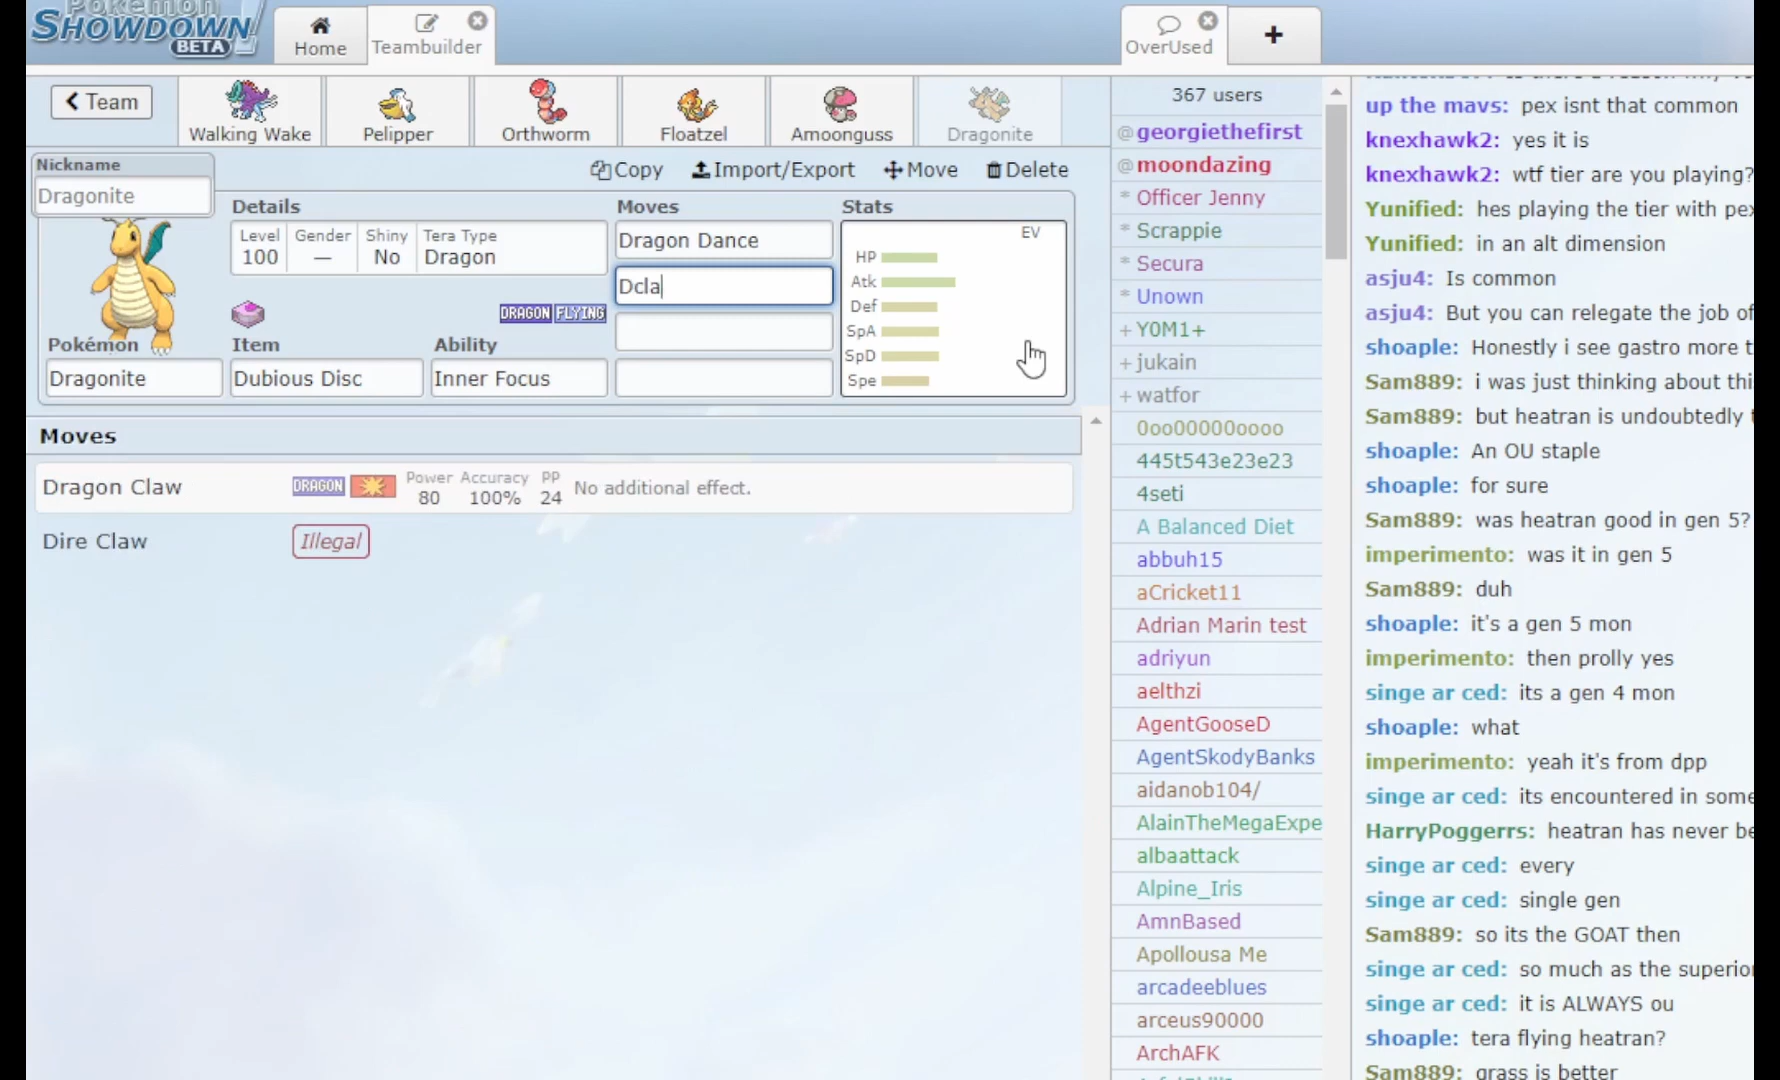 Pokémon
SHOWDOWN
BETA
Home
Teambuilder
OverUsed
+
Team
Walking Wake
Pelipper
Orthworm
Floatzel
Amoonguss
Dragonite
Copy
Import/Export
Move
Delete
Nickname
Dragonite
Details
Level
100
Gender
—
Shiny
No
Tera Type
Dragon
DRAGON FLYING
Pokémon
Dragonite
Item
Dubious Disc
Ability
Inner Focus
Moves
Dragon Dance
Dcla
Stats
EV
HP
Atk
Def
SpA
SpD
Spe
Moves
Dragon Claw DRAGON Power 80 Accuracy 100% PP 24 No additional effect.
Dire Claw Illegal
367 users
@georgiethefirst
@moondazing
* Officer Jenny
* Scrappie
* Secura
* Unown
+ Y0M1+
+ jukain
+ watfor
0oo00000oooo
445t543e23e23
4seti
A Balanced Diet
abbuh15
aCricket11
Adrian Marin test
adriyun
aelthzi
AgentGooseD
AgentSkodyBanks
aidanob104/
AlainTheMegaExpe
albaattack
Alpine_Iris
AmnBased
Apollousa Me
arcadeeblues
arceus90000
ArchAFK
up the mavs: pex isnt that common
knexhawk2: yes it is
knexhawk2: wtf tier are you playing?
Yunified: hes playing the tier with pex
Yunified: in an alt dimension
asju4: Is common
asju4: But you can relegate the job of
shoaple: Honestly i see gastro more t
Sam889: i was just thinking about thi
Sam889: but heatran is undoubtedly
shoaple: An OU staple
shoaple: for sure
Sam889: was heatran good in gen 5?
imperimento: was it in gen 5
Sam889: duh
shoaple: it's a gen 5 mon
imperimento: then prolly yes
singe ar ced: its a gen 4 mon
shoaple: what
imperimento: yeah it's from dpp
singe ar ced: its encountered in some
HarryPoggerrs: heatran has never be
singe ar ced: every
singe ar ced: single gen
Sam889: so its the GOAT then
singe ar ced: so much as the superior
singe ar ced: it is ALWAYS ou
shoaple: tera flying heatran?
Sam889: grass is better